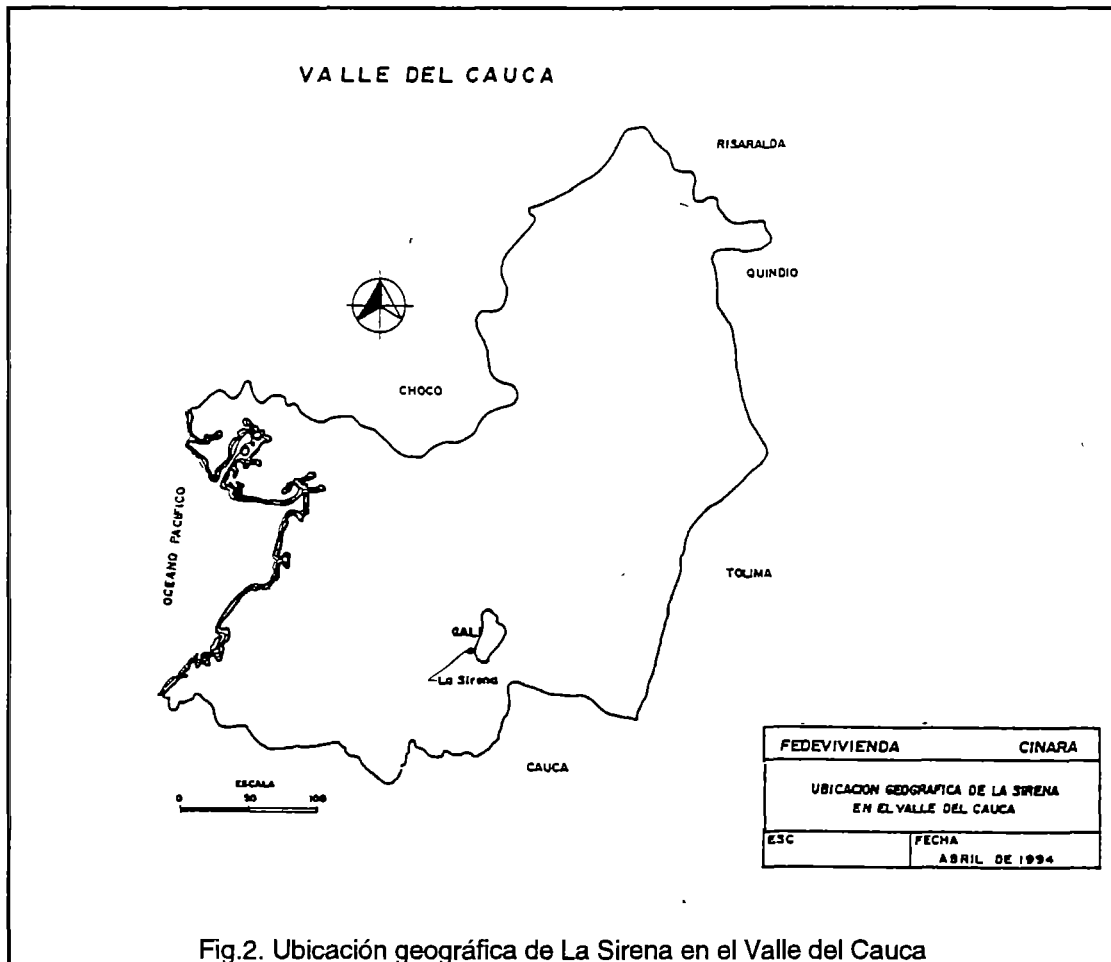 VALLE DEL CAUCA
RISARALDA
QUINDIO
CHOCO
OCEANO PACIFICO
TOLIMA
CALI
La Sirena
CAUCA
ESCALA
0 50 100
FEDEVIVIENDA CINARA
UBICACION GEOGRAFICA DE LA SIRENA
EN EL VALLE DEL CAUCA
ESC FECHA
ABRIL DE 1994
Fig.2. Ubicación geográfica de La Sirena en el Valle del Cauca